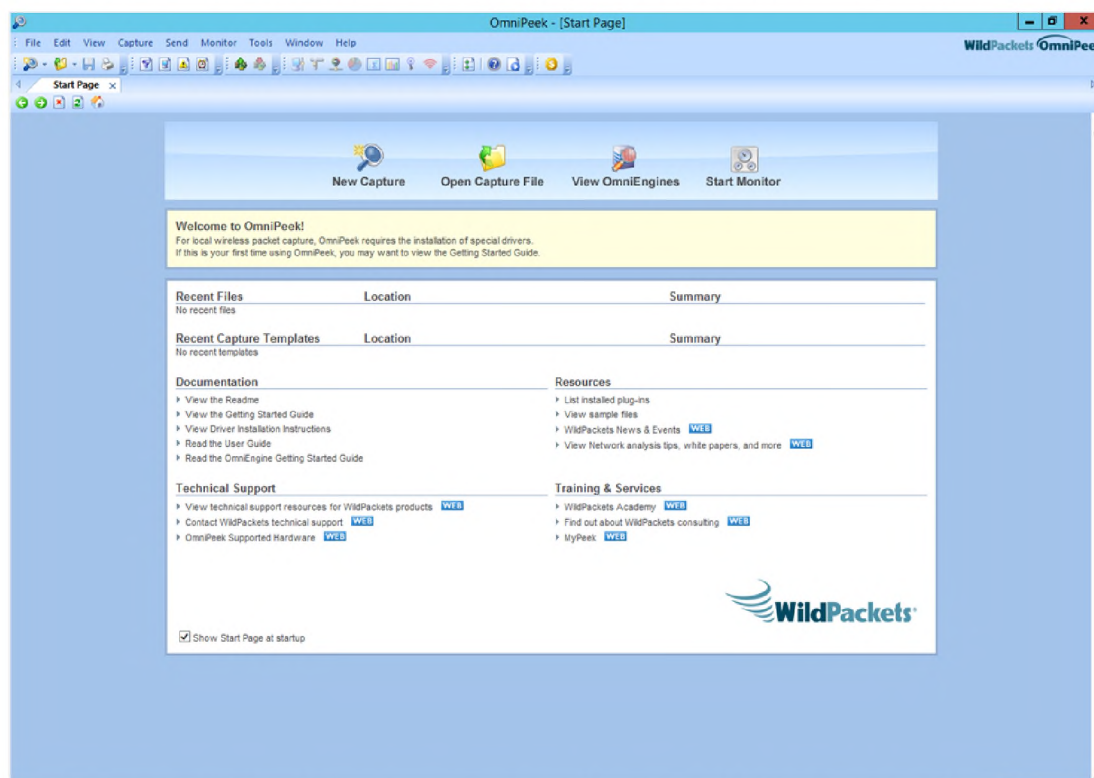 OmniPeek - [Start Page]
File Edit View Capture Send Monitor Tools Window Help
WildPackets OmniPee
Start Page
New Capture Open Capture File View OmniEngines Start Monitor
Welcome to OmniPeek!
For local wireless packet capture, OmniPeek requires the installation of special drivers.
If this is your first time using OmniPeek, you may want to view the Getting Started Guide.
Recent Files Location Summary
No recent files
Recent Capture Templates Location Summary
No recent templates
Documentation
View the Readme
View the Getting Started Guide
View Driver Installation Instructions
Read the User Guide
Read the OmniEngine Getting Started Guide
Resources
List installed plug-ins
View sample files
WildPackets News & Events WEB
View Network analysis tips, white papers, and more WEB
Technical Support
View technical support resources for WildPackets products WEB
Contact WildPackets technical support WEB
OmniPeek Supported Hardware WEB
Training & Services
WildPackets Academy WEB
Find out about WildPackets consulting WEB
MyPeek WEB
WildPackets
Show Start Page at startup